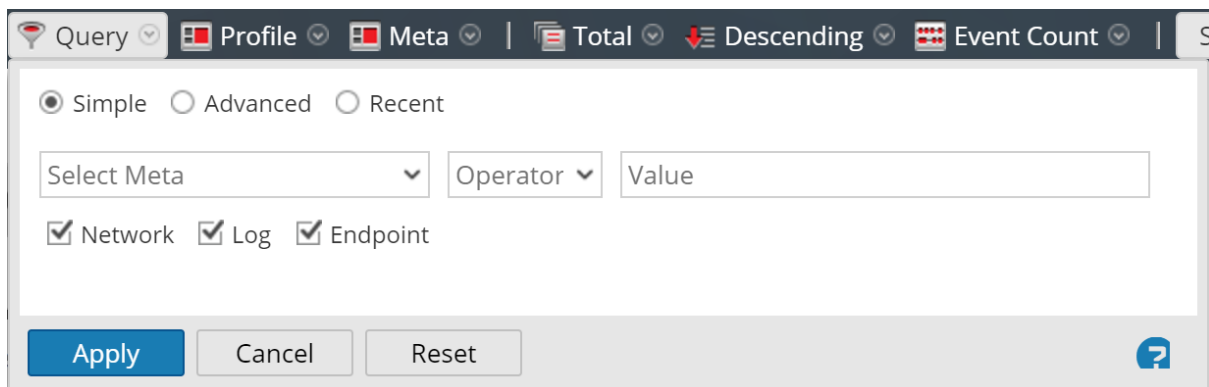 Query Profile Meta | Total Descending Event Count | S
Simple Advanced Recent
Select Meta Operator Value
Network Log Endpoint
Apply Cancel Reset ?